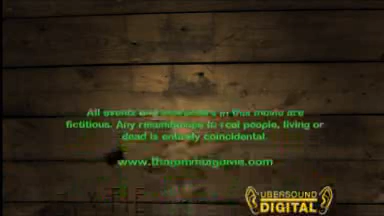 All events and characters in this movie are
fictitious. Any resemblance to real people, living or
dead is entirely coincidental.
UBERSOUND
DIGITAL